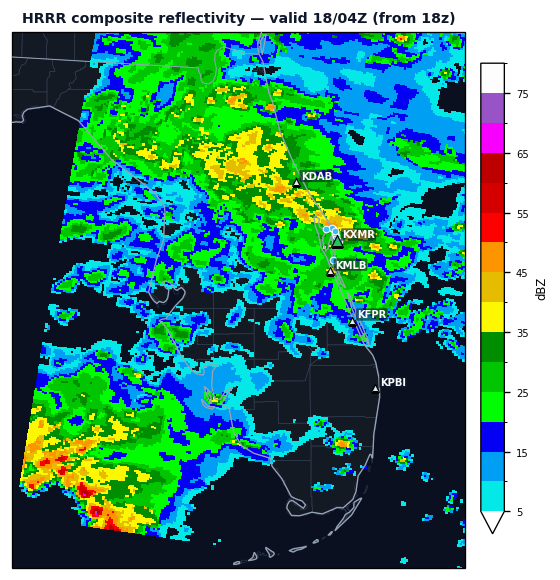 HRRR composite reflectivity — valid 18/04Z (from 18z)
KDAB
KXMR
KMLB
KFPR
KPBI
75
65
55
45
35
25
15
5
dBZ